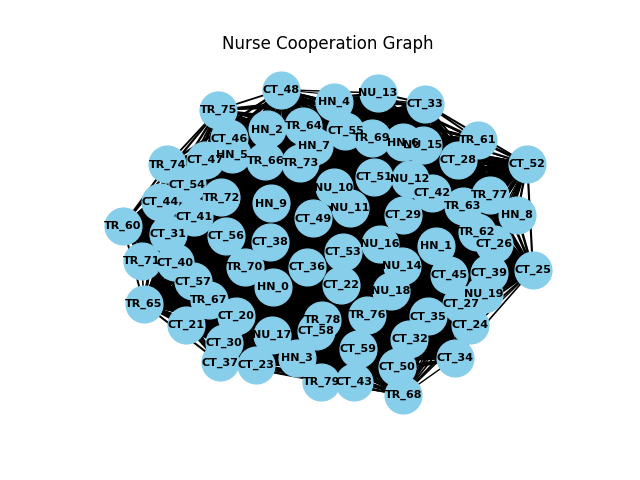 Nurse Cooperation Graph
CT_48
HN_4
NU_13
CT_33
TR_75
HN_2
TR_64
CT_55
TR_69
TR_61
CT_46
HN_7
NU_15
CT_47
HN_5
TR_66
TR_73
CT_28
CT_52
TR_74
CT_54
NU_10
CT_51
NU_12
CT_42
TR_77
CT_44
TR_72
HN_9
NU_11
TR_63
CT_41
CT_49
CT_29
HN_8
TR_60
CT_31
CT_56
CT_38
CT_53
NU_16
HN_1
TR_62
CT_26
TR_71
CT_40
TR_70
CT_36
NU_14
CT_45
CT_39
CT_25
CT_57
HN_0
CT_22
NU_18
NU_19
TR_65
TR_67
CT_27
CT_21
CT_20
TR_78
TR_76
CT_35
CT_24
CT_30
NU_17
CT_58
CT_59
CT_32
CT_37
CT_23
HN_3
CT_50
CT_34
TR_79
CT_43
TR_68